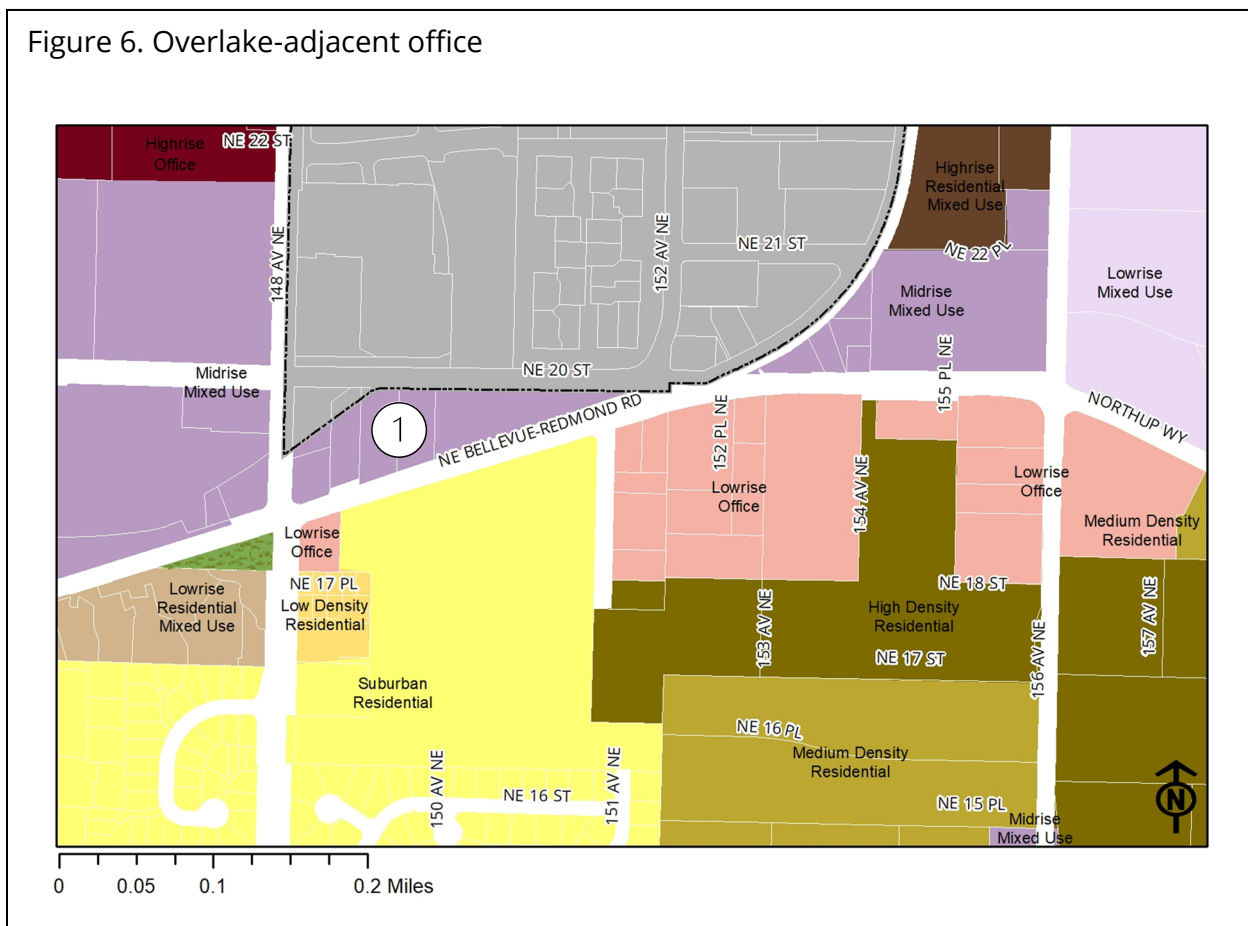 Figure 6. Overlake-adjacent office
Highrise
Office
NE 22 ST
148 AV NE
152 AV NE
NE 21 ST
NE 20 ST
Highrise
Residential
Mixed Use
NE 22 PL
Midrise
Mixed Use
Lowrise
Mixed Use
155 PL NE
NORTHUP WY
Midrise
Mixed Use
1
NE BELLEVUE-REDMOND RD
152 PL NE
154 AV NE
Lowrise
Office
Lowrise
Office
Medium Density
Residential
Lowrise
Office
NE 17 PL
Lowrise
Residential
Mixed Use
Low Density
Residential
NE 18 ST
153 AV NE
High Density
Residential
NE 17 ST
156 AV NE
157 AV NE
Suburban
Residential
NE 16 PL
Medium Density
Residential
150 AV NE
151 AV NE
NE 16 ST
NE 15 PL
Midrise
Mixed Use
N
0 0.05 0.1 0.2 Miles